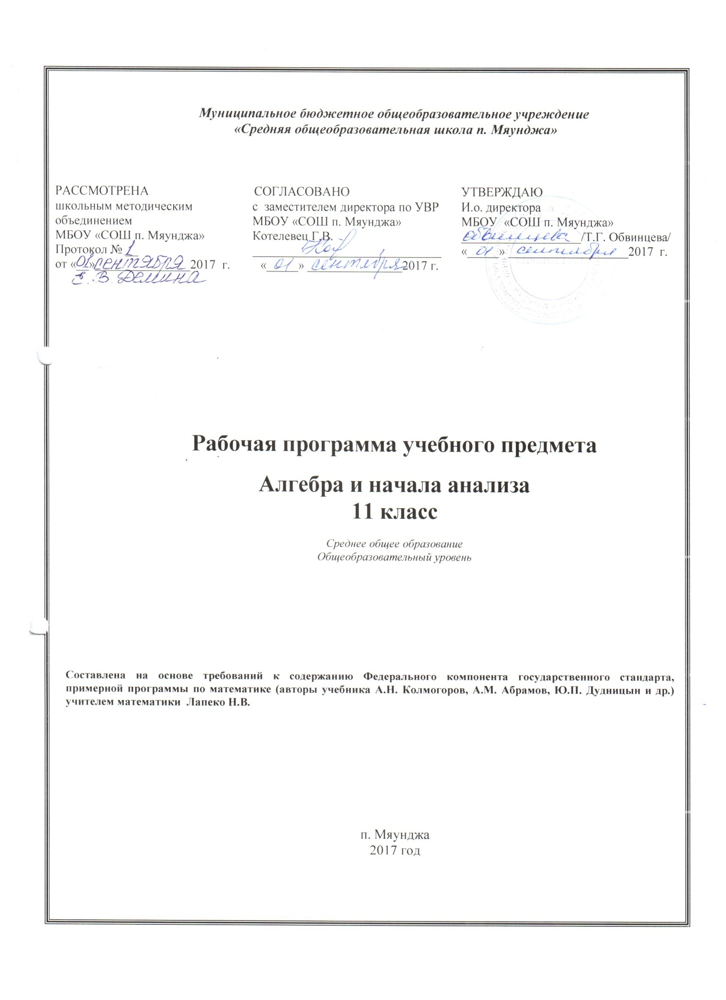 Муниципальное бюджетное общеобразовательное учреждение
«Средняя общеобразовательная школа п. Мяунджа»
РАССМОТРЕНА
школьным методическим
объединением
МБОУ «СОШ п. Мяунджа»
Протокол № 1
от «01» сентября 2017 г.
Е.В Демина
СОГЛАСОВАНО
с заместителем директора по УВР
МБОУ «СОШ п. Мяунджа»
Котелевец Г.В.
«01» сентября 2017 г.
УТВЕРЖДАЮ
И.о. директора
МБОУ «СОШ п. Мяунджа»
Обвинцева /Т.Г. Обвинцева/
«01» сентября 2017 г.
Рабочая программа учебного предмета
Алгебра и начала анализа
11 класс
Среднее общее образование
Общеобразовательный уровень
Составлена на основе требований к содержанию Федерального компонента государственного стандарта,
примерной программы по математике (авторы учебника А.Н. Колмогоров, А.М. Абрамов, Ю.П. Дудницын и др.)
учителем математики Лапеко Н.В.
п. Мяунджа
2017 год